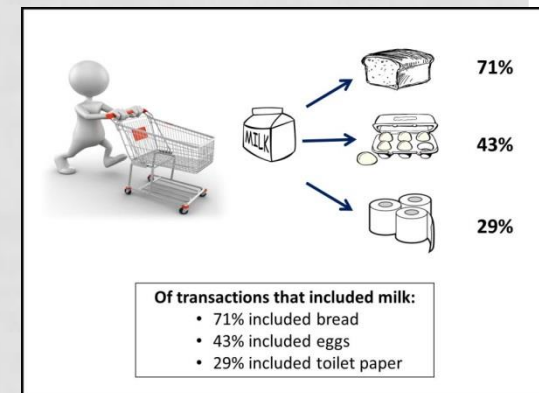 71%
MILK
43%
29%
Of transactions that included milk:
• 71% included bread
• 43% included eggs
• 29% included toilet paper